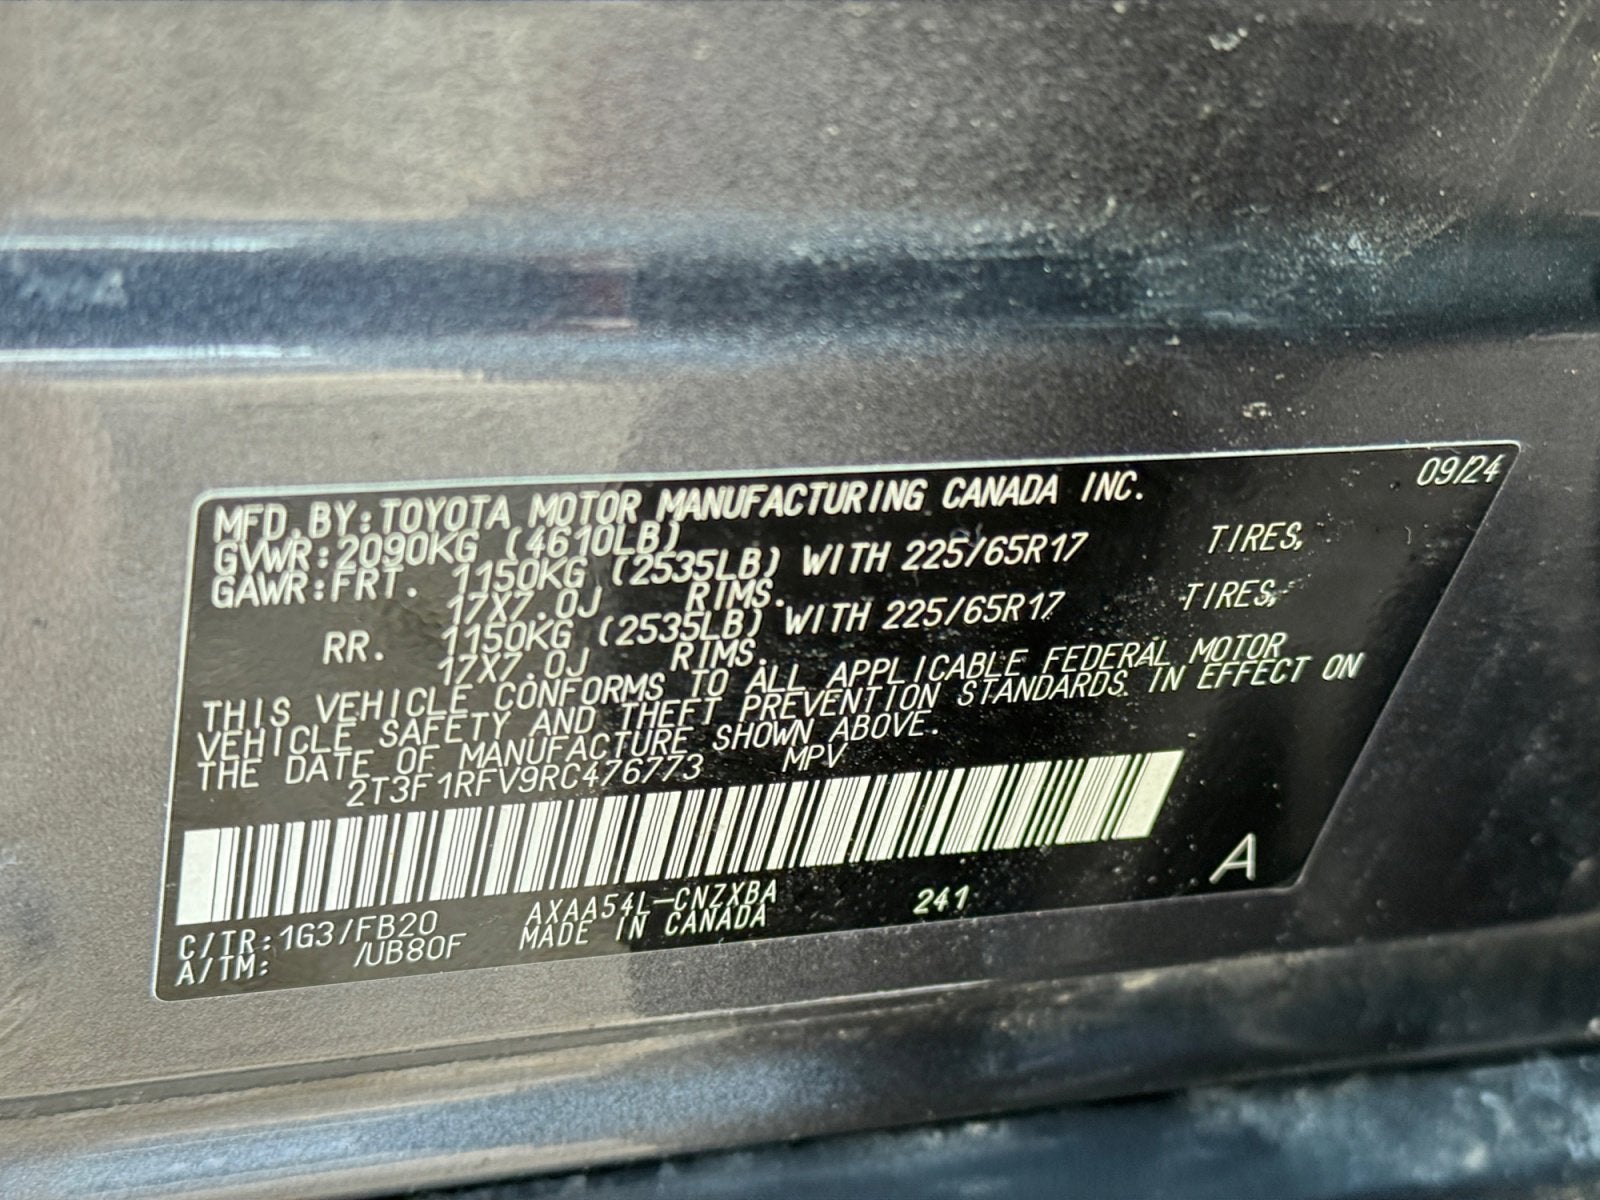 09/24
MFD.BY:TOYOTA MOTOR MANUFACTURING CANADA INC.
GVWR:2090KG (4610LB)
GAWR:FRT. 1150KG (2535LB) WITH 225/65R17 TIRES,
17X7.0J RIMS.
RR. 1150KG (2535LB) WITH 225/65R17 TIRES,
17X7.0J RIMS.
THIS VEHICLE CONFORMS TO ALL APPLICABLE FEDERAL MOTOR
VEHICLE SAFETY AND THEFT PREVENTION STANDARDS IN EFFECT ON
THE DATE OF MANUFACTURE SHOWN ABOVE.
2T3F1RFV9RC476773 MPV
A
C/TR:1G3/FB20 AXAA54L-CNZXBA 241
A/TM: /UB80F MADE IN CANADA